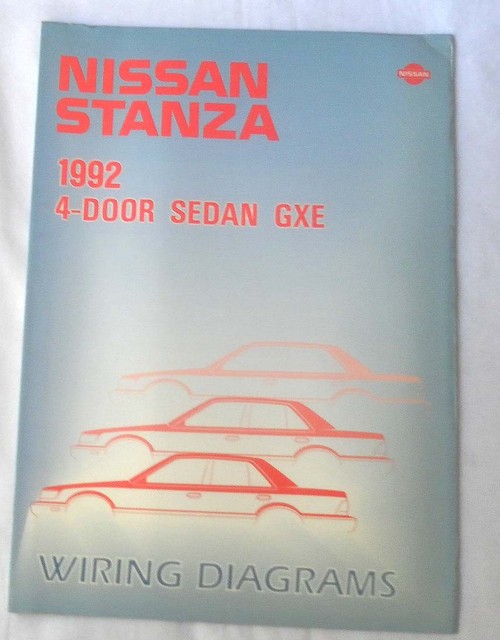 NISSAN
STANZA
NISSAN
1992
4-DOOR SEDAN GXE
WIRING DIAGRAMS